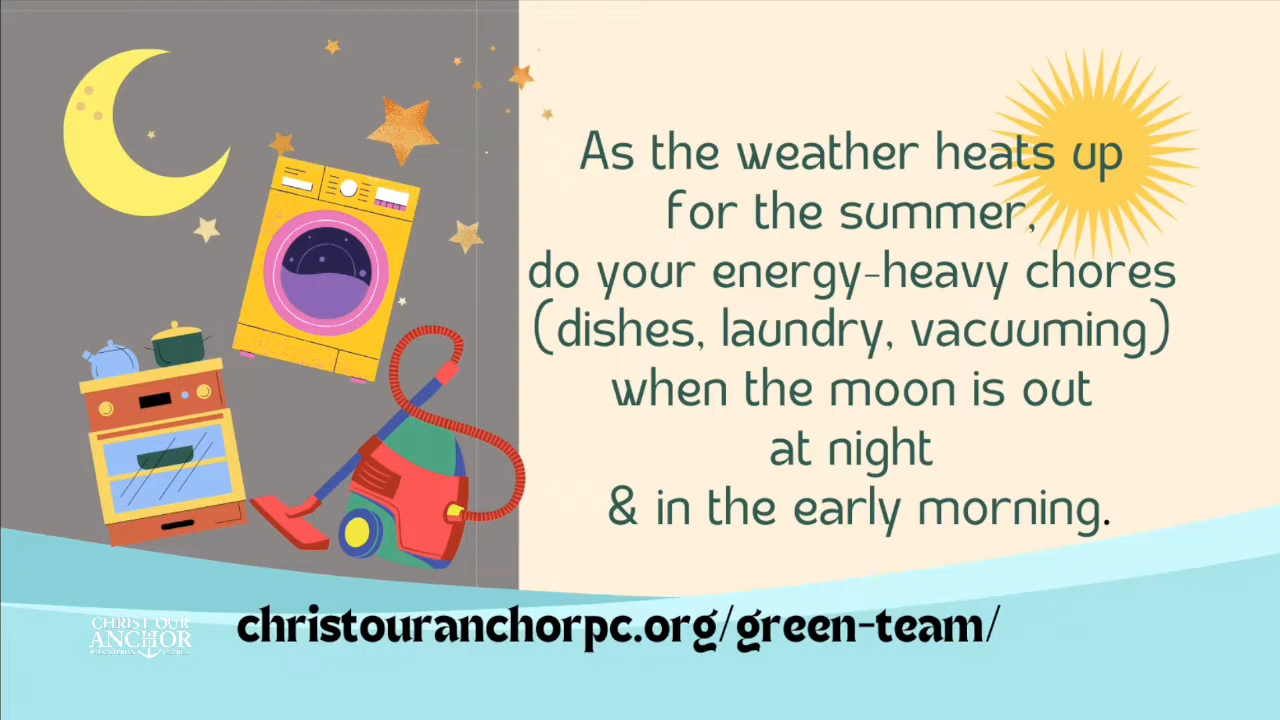 As the weather heats up
for the summer,
do your energy-heavy chores
(dishes, laundry, vacuuming)
when the moon is out
at night
& in the early morning.
christouranchorpc.org/green-team/
CHRIST OUR
ANCHOR